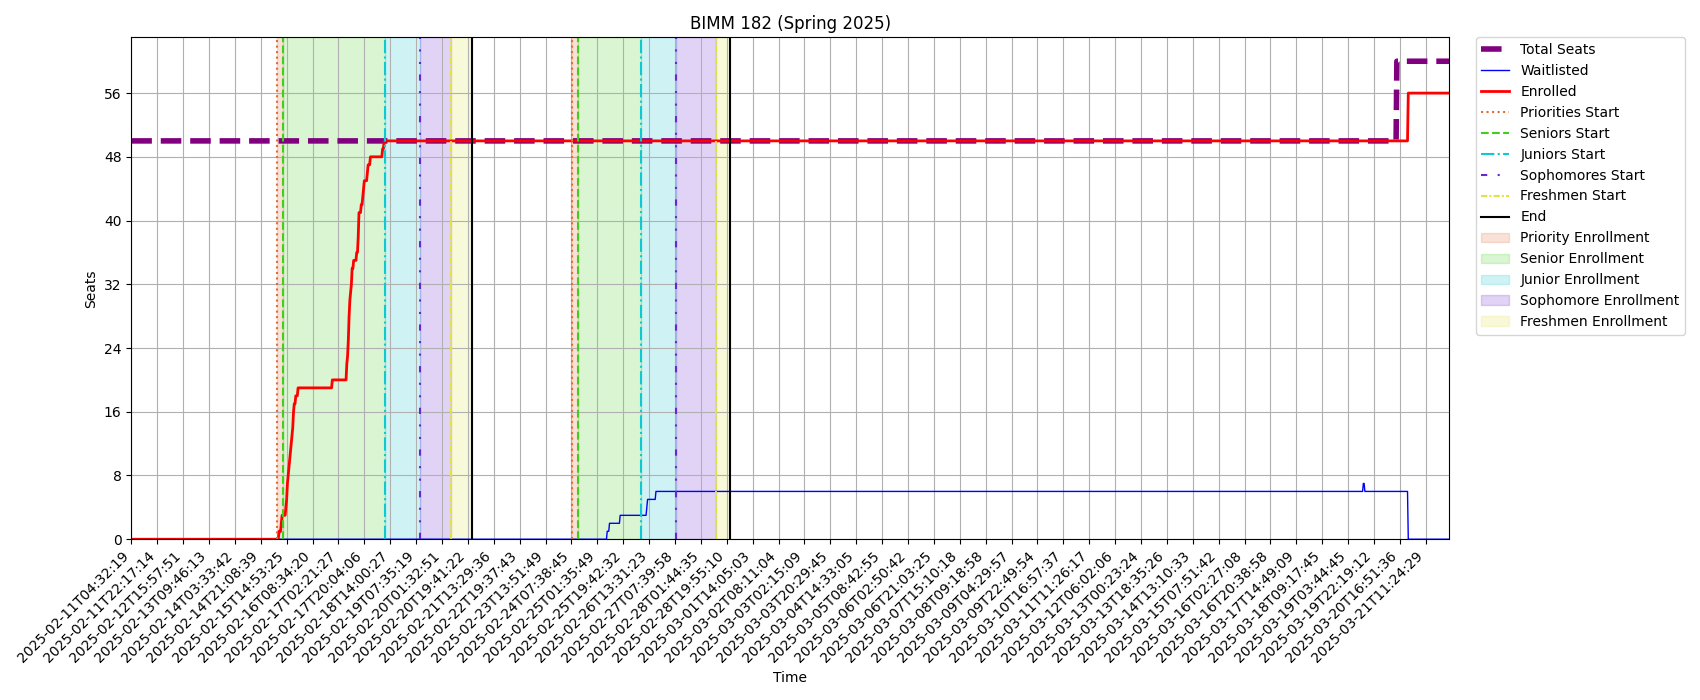 BIMM 182 (Spring 2025)
Seats
56
48
40
32
24
16
8
0
2025-02-11T04:32:19
2025-02-11T22:17:14
2025-02-12T15:57:51
2025-02-13T09:46:13
2025-02-14T03:33:42
2025-02-14T21:08:39
2025-02-15T14:53:25
2025-02-16T08:34:20
2025-02-17T02:21:27
2025-02-17T20:04:06
2025-02-18T14:00:27
2025-02-19T07:35:19
2025-02-20T01:32:51
2025-02-20T19:41:22
2025-02-21T13:29:36
2025-02-22T19:37:43
2025-02-23T13:51:49
2025-02-24T07:38:45
2025-02-25T01:35:49
2025-02-25T19:42:32
2025-02-26T13:31:23
2025-02-27T07:39:58
2025-02-28T01:44:35
2025-02-28T19:55:10
2025-03-01T14:05:03
2025-03-02T08:11:04
2025-03-03T02:15:09
2025-03-03T20:29:45
2025-03-04T14:33:05
2025-03-05T08:42:55
2025-03-06T02:50:42
2025-03-06T21:03:25
2025-03-07T15:10:18
2025-03-08T09:18:58
2025-03-09T04:29:57
2025-03-09T22:49:54
2025-03-10T16:57:37
2025-03-11T11:26:17
2025-03-12T06:02:06
2025-03-13T00:23:24
2025-03-13T18:35:26
2025-03-14T13:10:33
2025-03-15T07:51:42
2025-03-16T02:27:08
2025-03-16T20:38:58
2025-03-17T14:49:09
2025-03-18T09:17:45
2025-03-19T03:44:45
2025-03-19T22:19:12
2025-03-20T16:51:36
2025-03-21T11:24:29
Time
Total Seats
Waitlisted
Enrolled
Priorities Start
Seniors Start
Juniors Start
Sophomores Start
Freshmen Start
End
Priority Enrollment
Senior Enrollment
Junior Enrollment
Sophomore Enrollment
Freshmen Enrollment